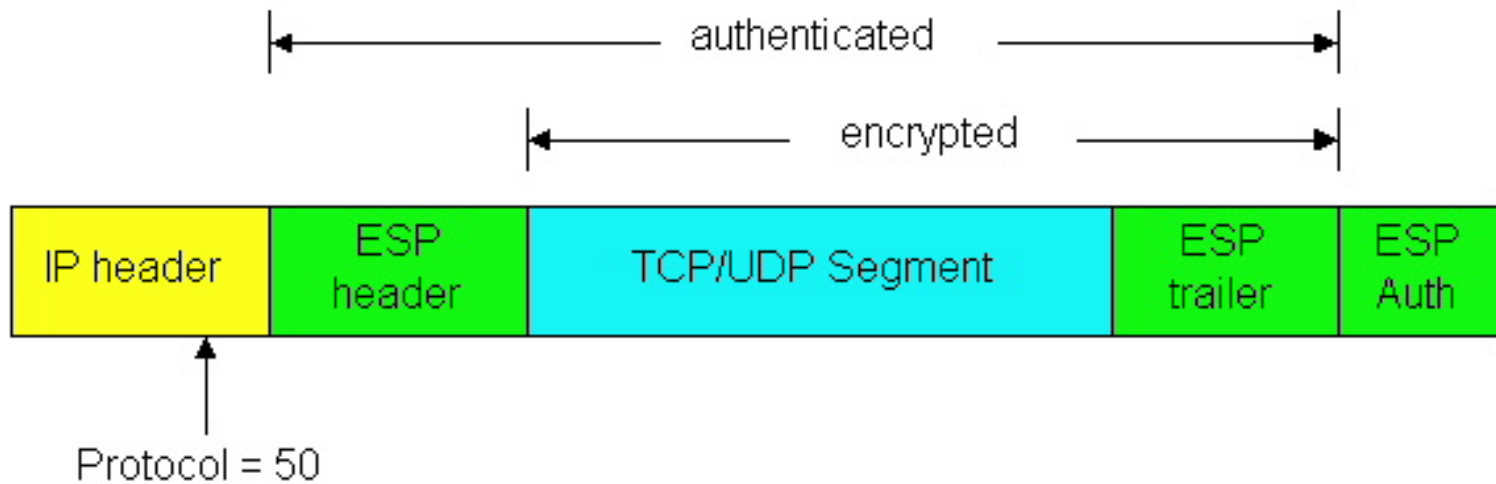 authenticated
encrypted
IP header
ESP
header
TCP/UDP Segment
ESP
trailer
ESP
Auth
Protocol = 50